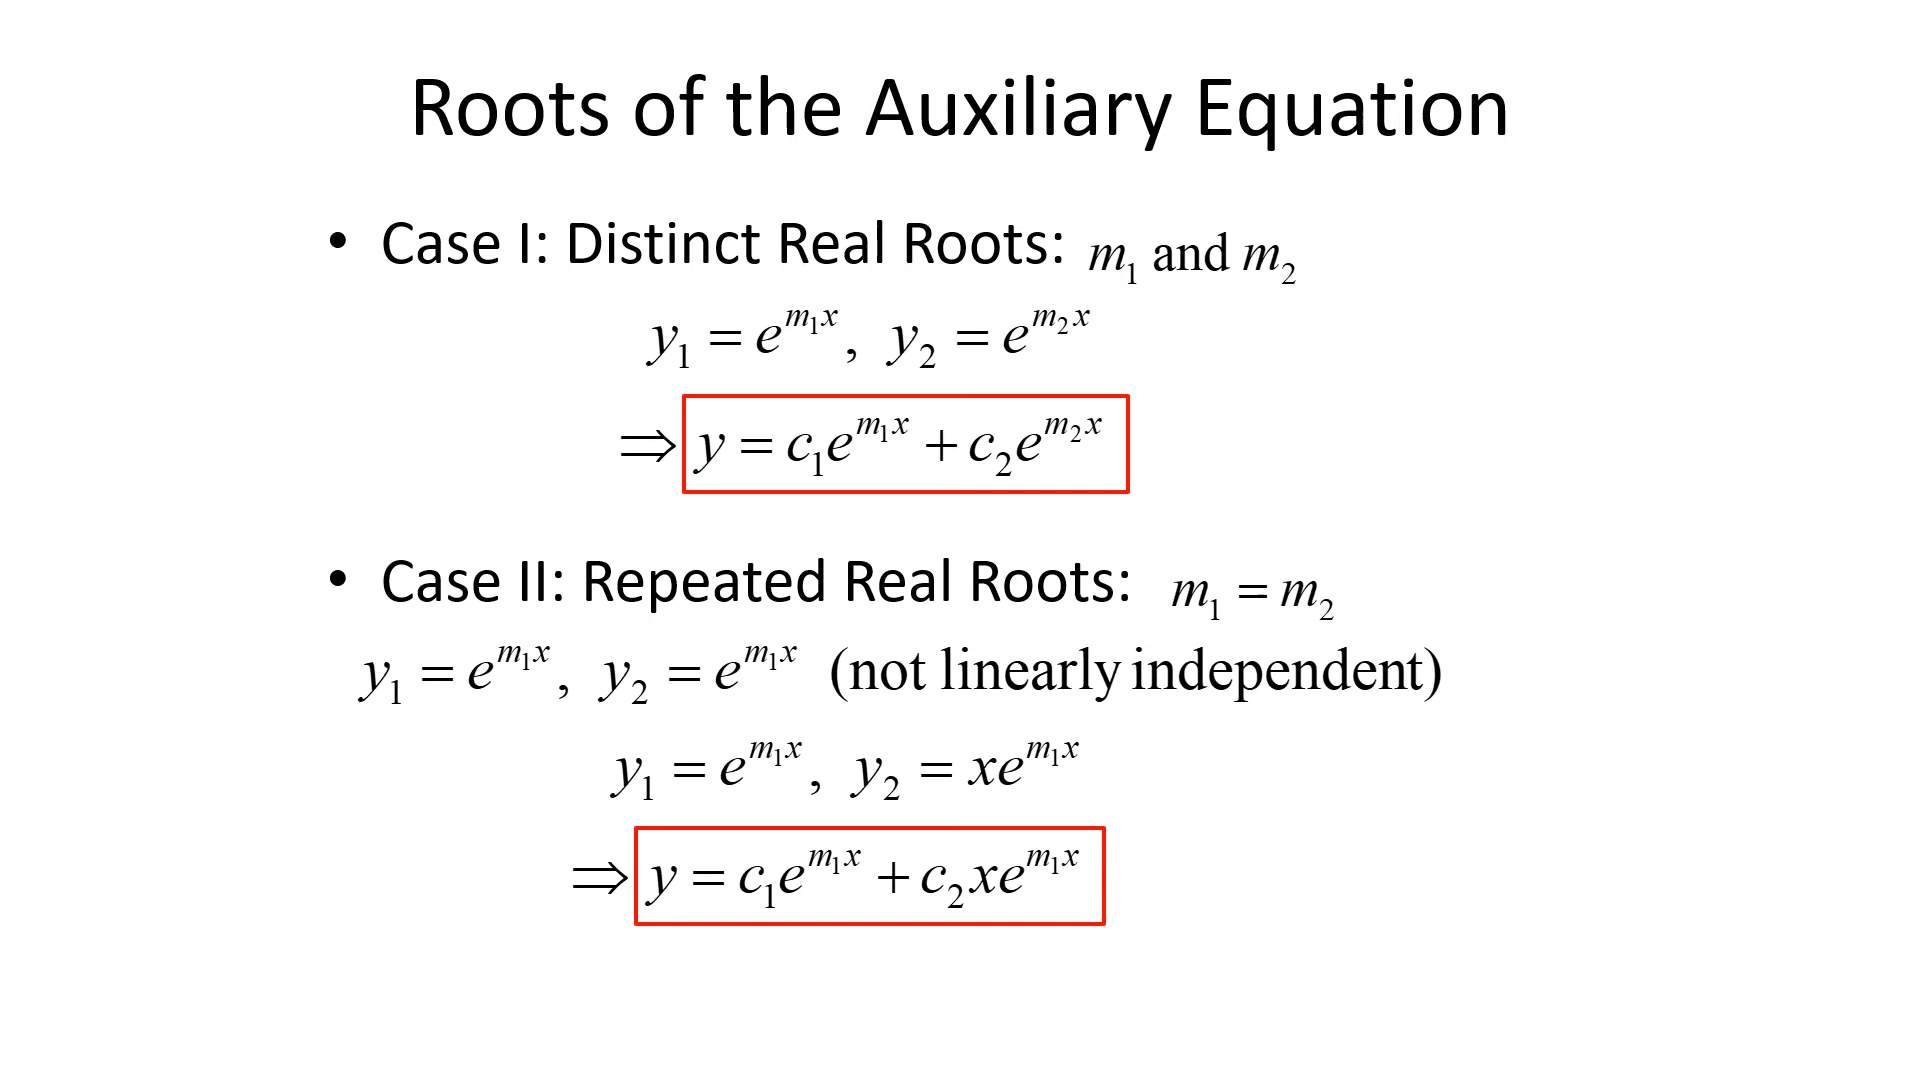 Roots of the Auxiliary Equation
• Case I: Distinct Real Roots: m₁ and m₂
y₁ = e^{m₁x}, y₂ = e^{m₂x}
⇒ y = c₁e^{m₁x} + c₂e^{m₂x}
• Case II: Repeated Real Roots: m₁ = m₂
y₁ = e^{m₁x}, y₂ = e^{m₁x} (not linearly independent)
y₁ = e^{m₁x}, y₂ = xe^{m₁x}
⇒ y = c₁e^{m₁x} + c₂xe^{m₁x}